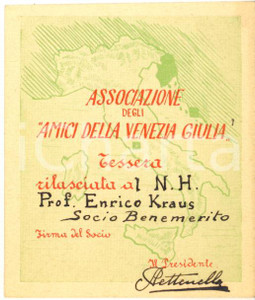 ASSOCIAZIONE
DEGLI
"AMICI DELLA VENEZIA GIULIA"
Tessera
rilasciata al N.H.
Prof. Enrico Kraus
Socio Benemerito
Firma del Socio
Il Presidente